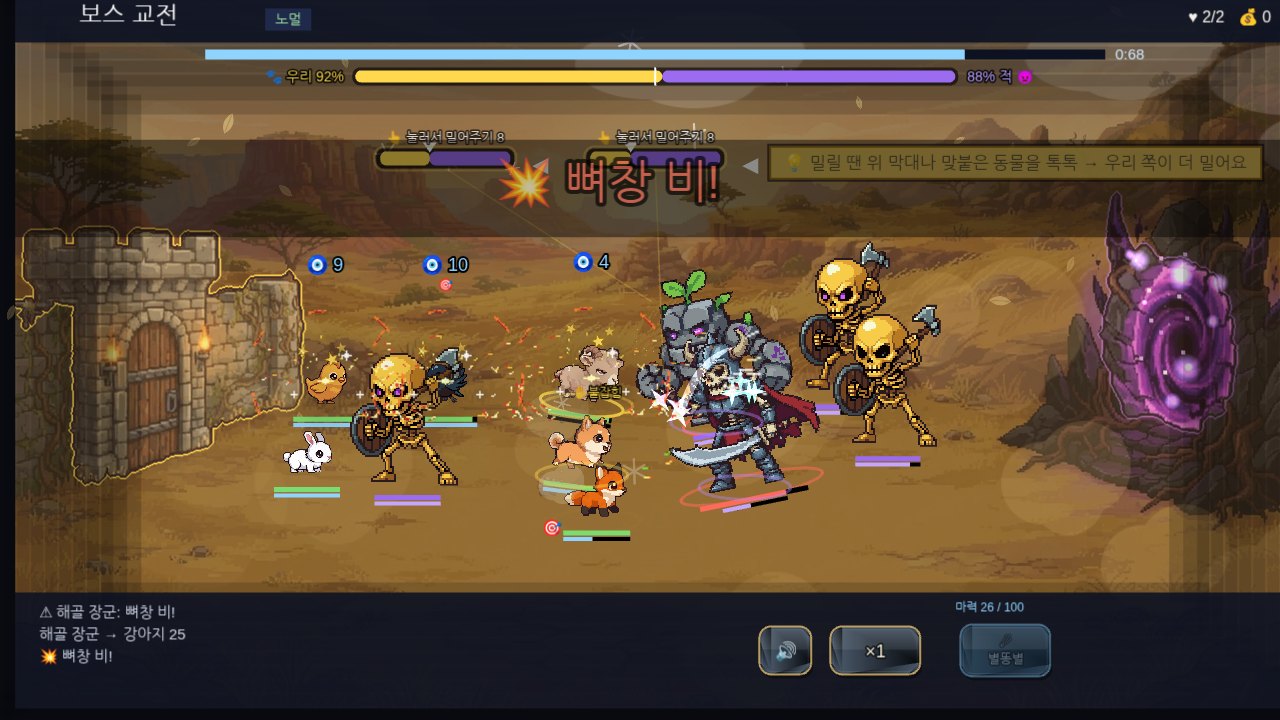 보스 교전
노멀
♥ 2/2
💰 0
0:68
🐾 우리 92%
88% 적 😈
👆 눌러서 밀어주기 8
👆 눌러서 밀어주기 8
💥 뼈창 비!
◀ 💡 밀릴 땐 위 막대나 맞붙은 동물을 톡톡 → 우리 쪽이 더 밀어요
🧿 9
🧿 10
🧿 4
마력 26 / 100
⚠ 해골 장군: 뼈창 비!
해골 장군 → 강아지 25
💥 뼈창 비!
🔊
×1
별똥별